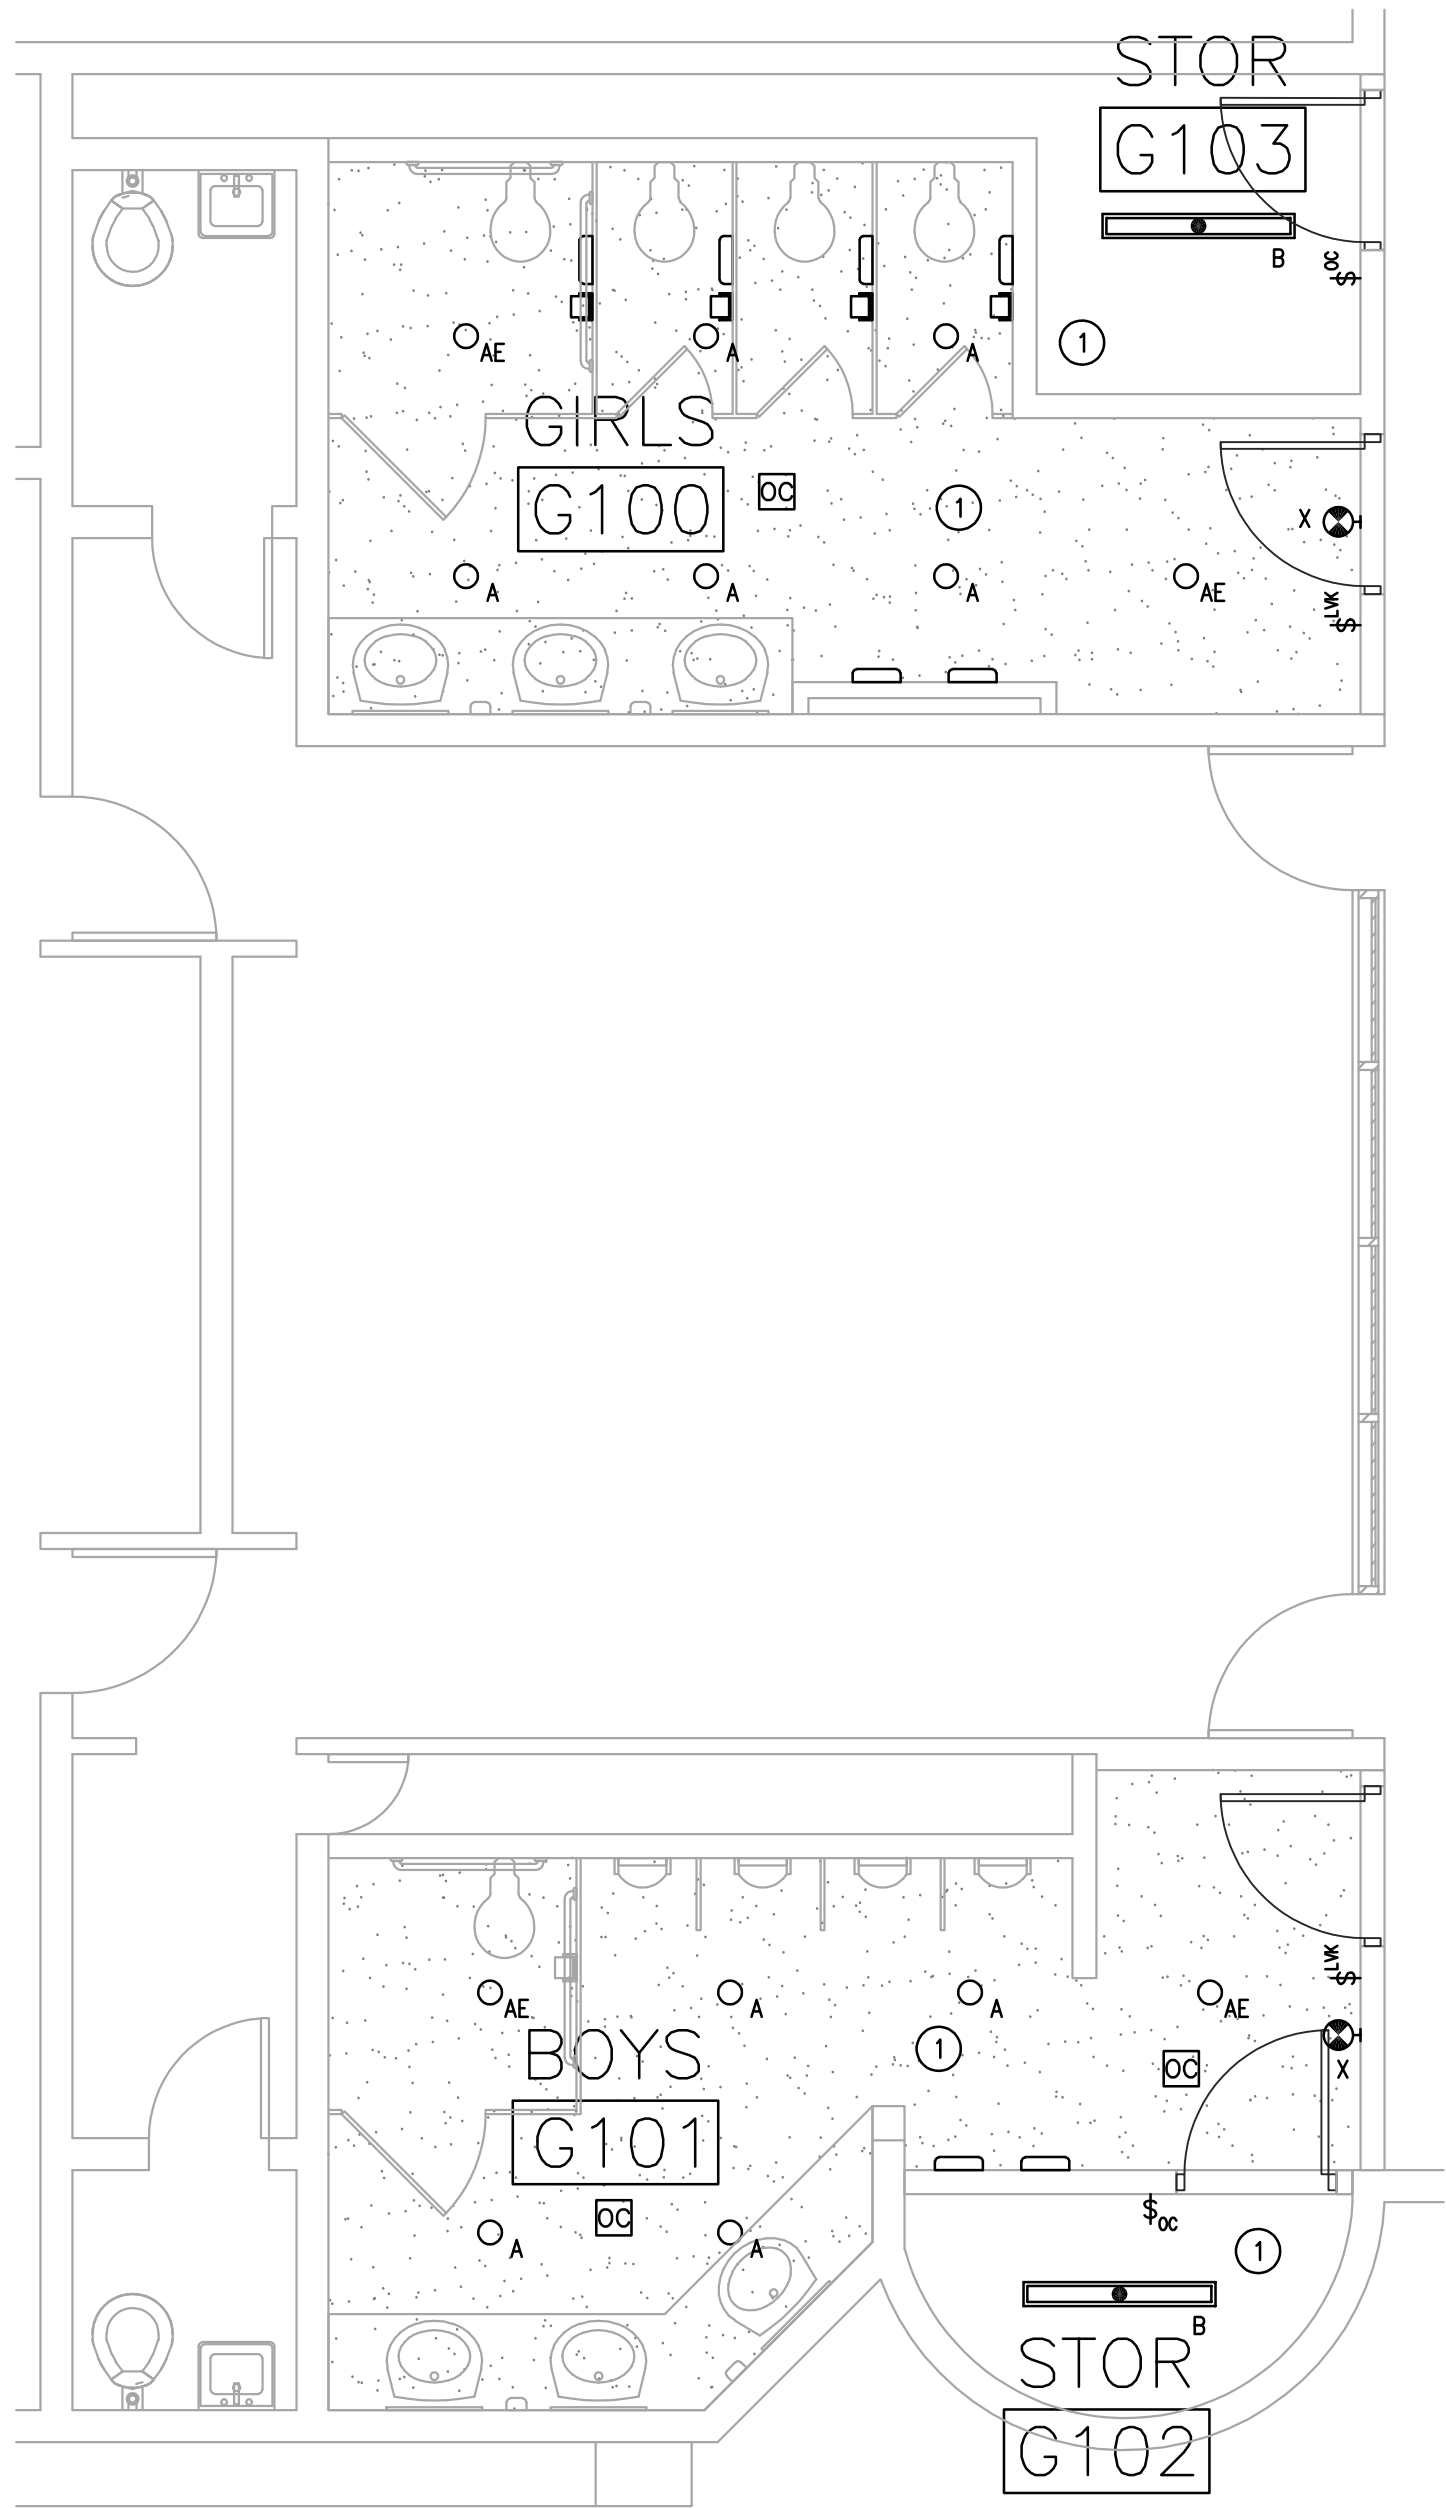 STOR
G103
B
$ OC
1
AE
A
A
GIRLS
G100
OC
1
X
A
A
A
AE
$ LVK
AE
A
A
AE
$ LVK
BOYS
1
OC
X
G101
OC
A
A
$ OC
1
B
STOR
G102